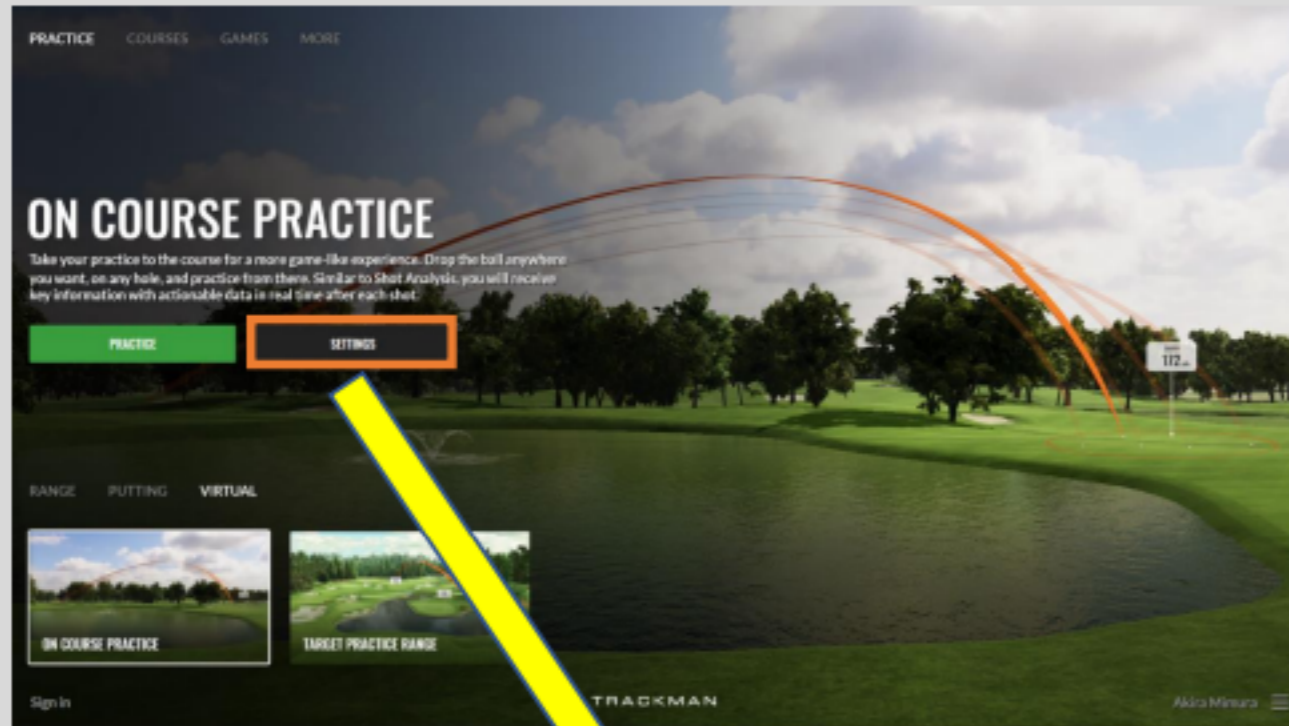 PRACTICE COURSES GAMES MORE
ON COURSE PRACTICE
Take your practice to the course for a more game-like experience. Drop the ball anywhere
you want, on any hole, and practice from there. Similar to Shot Analysis, you will receive
key information with actionable data in real time after each shot.
PRACTICE SETTINGS
172
RANGE PUTTING VIRTUAL
ON COURSE PRACTICE TARGET PRACTICE RANGE
Sign in TRACKMAN Akira Mimura